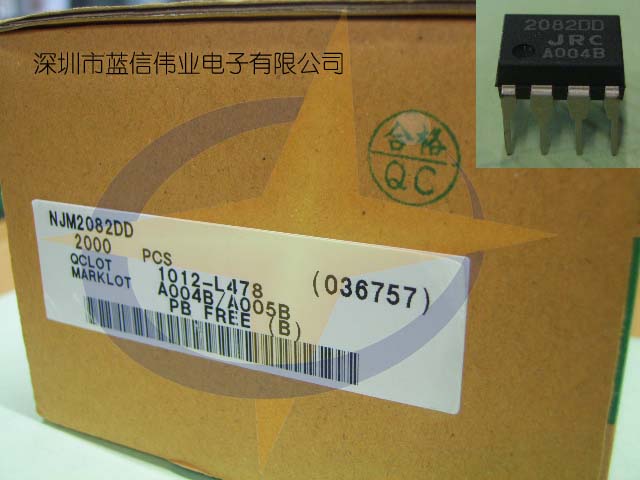 2082DD
JRC
A004B
深圳市蓝信伟业电子有限公司
合格
QC
NJM2082DD
2000 PCS
QCLOT 1012-L478 (036757)
MARKLOT A004B/A005B
PB FREE (B)